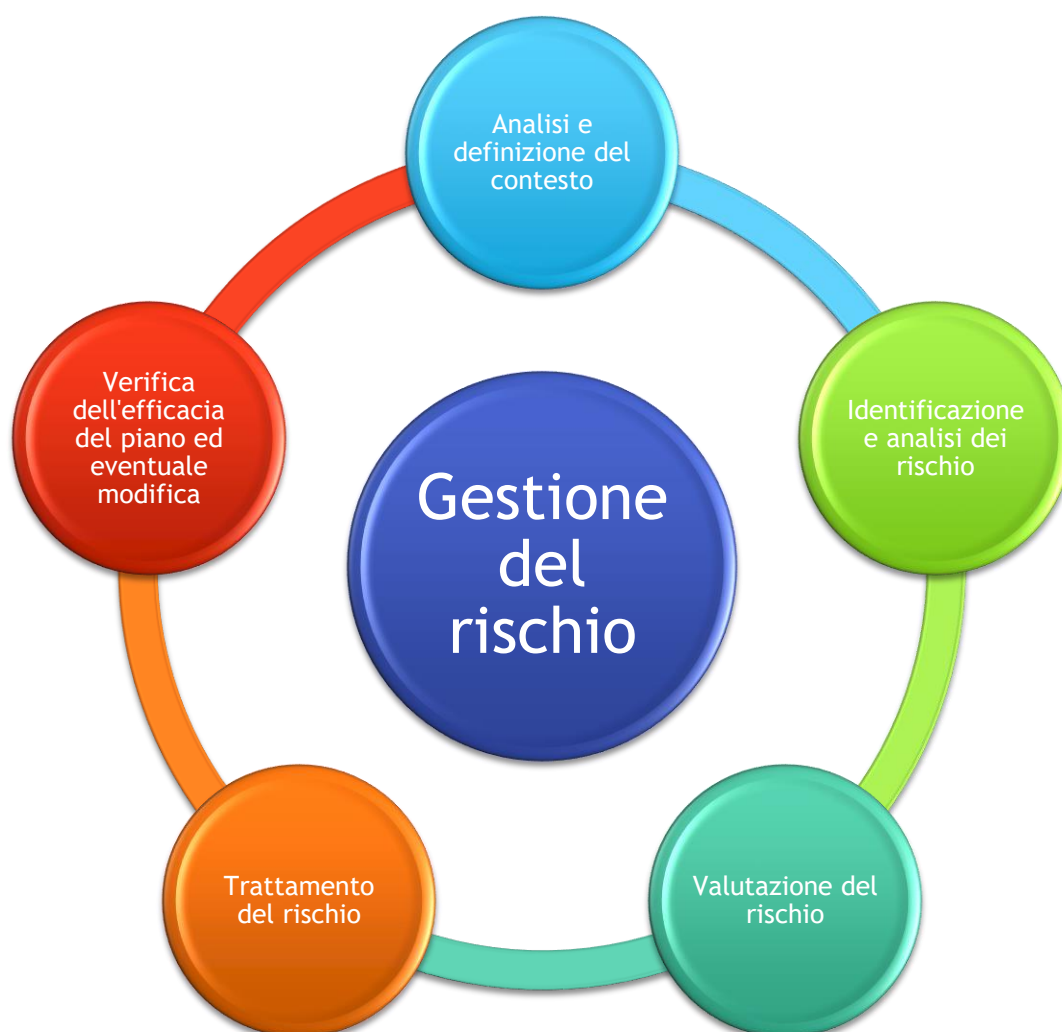 Analisi e
definizione del
contesto
Identificazione
e analisi dei
rischio
Valutazione del
rischio
Trattamento
del rischio
Verifica
dell'efficacia
del piano ed
eventuale
modifica
Gestione
del
rischio